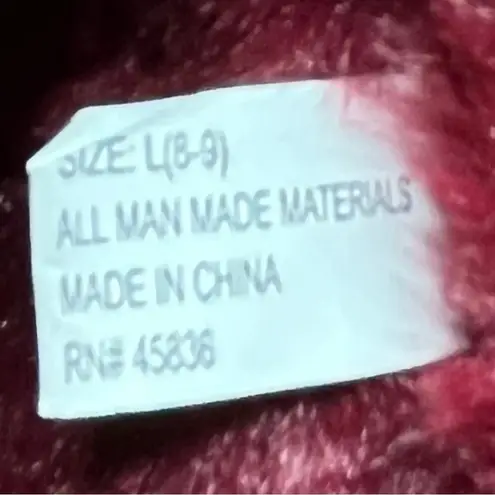 SIZE: L(8-9)
ALL MAN MADE MATERIALS
MADE IN CHINA
RN# 45836